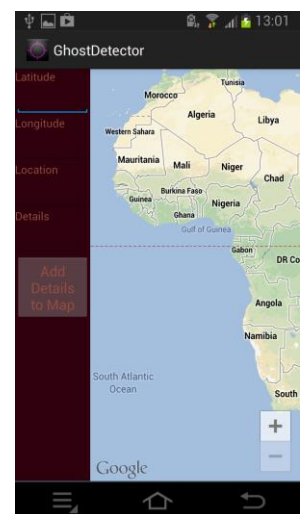 13:01
GhostDetector
Latitude
Longitude
Location
Details
Add
Details
to Map
Tunisia
Morocco
Algeria
Libya
Western Sahara
Mauritania
Mali
Niger
Chad
Burkina Faso
Guinea
Nigeria
Ghana
Gulf of Guinea
Gabon
DR Co
Angola
Namibia
South Atlantic
Ocean
South
+
−
Google